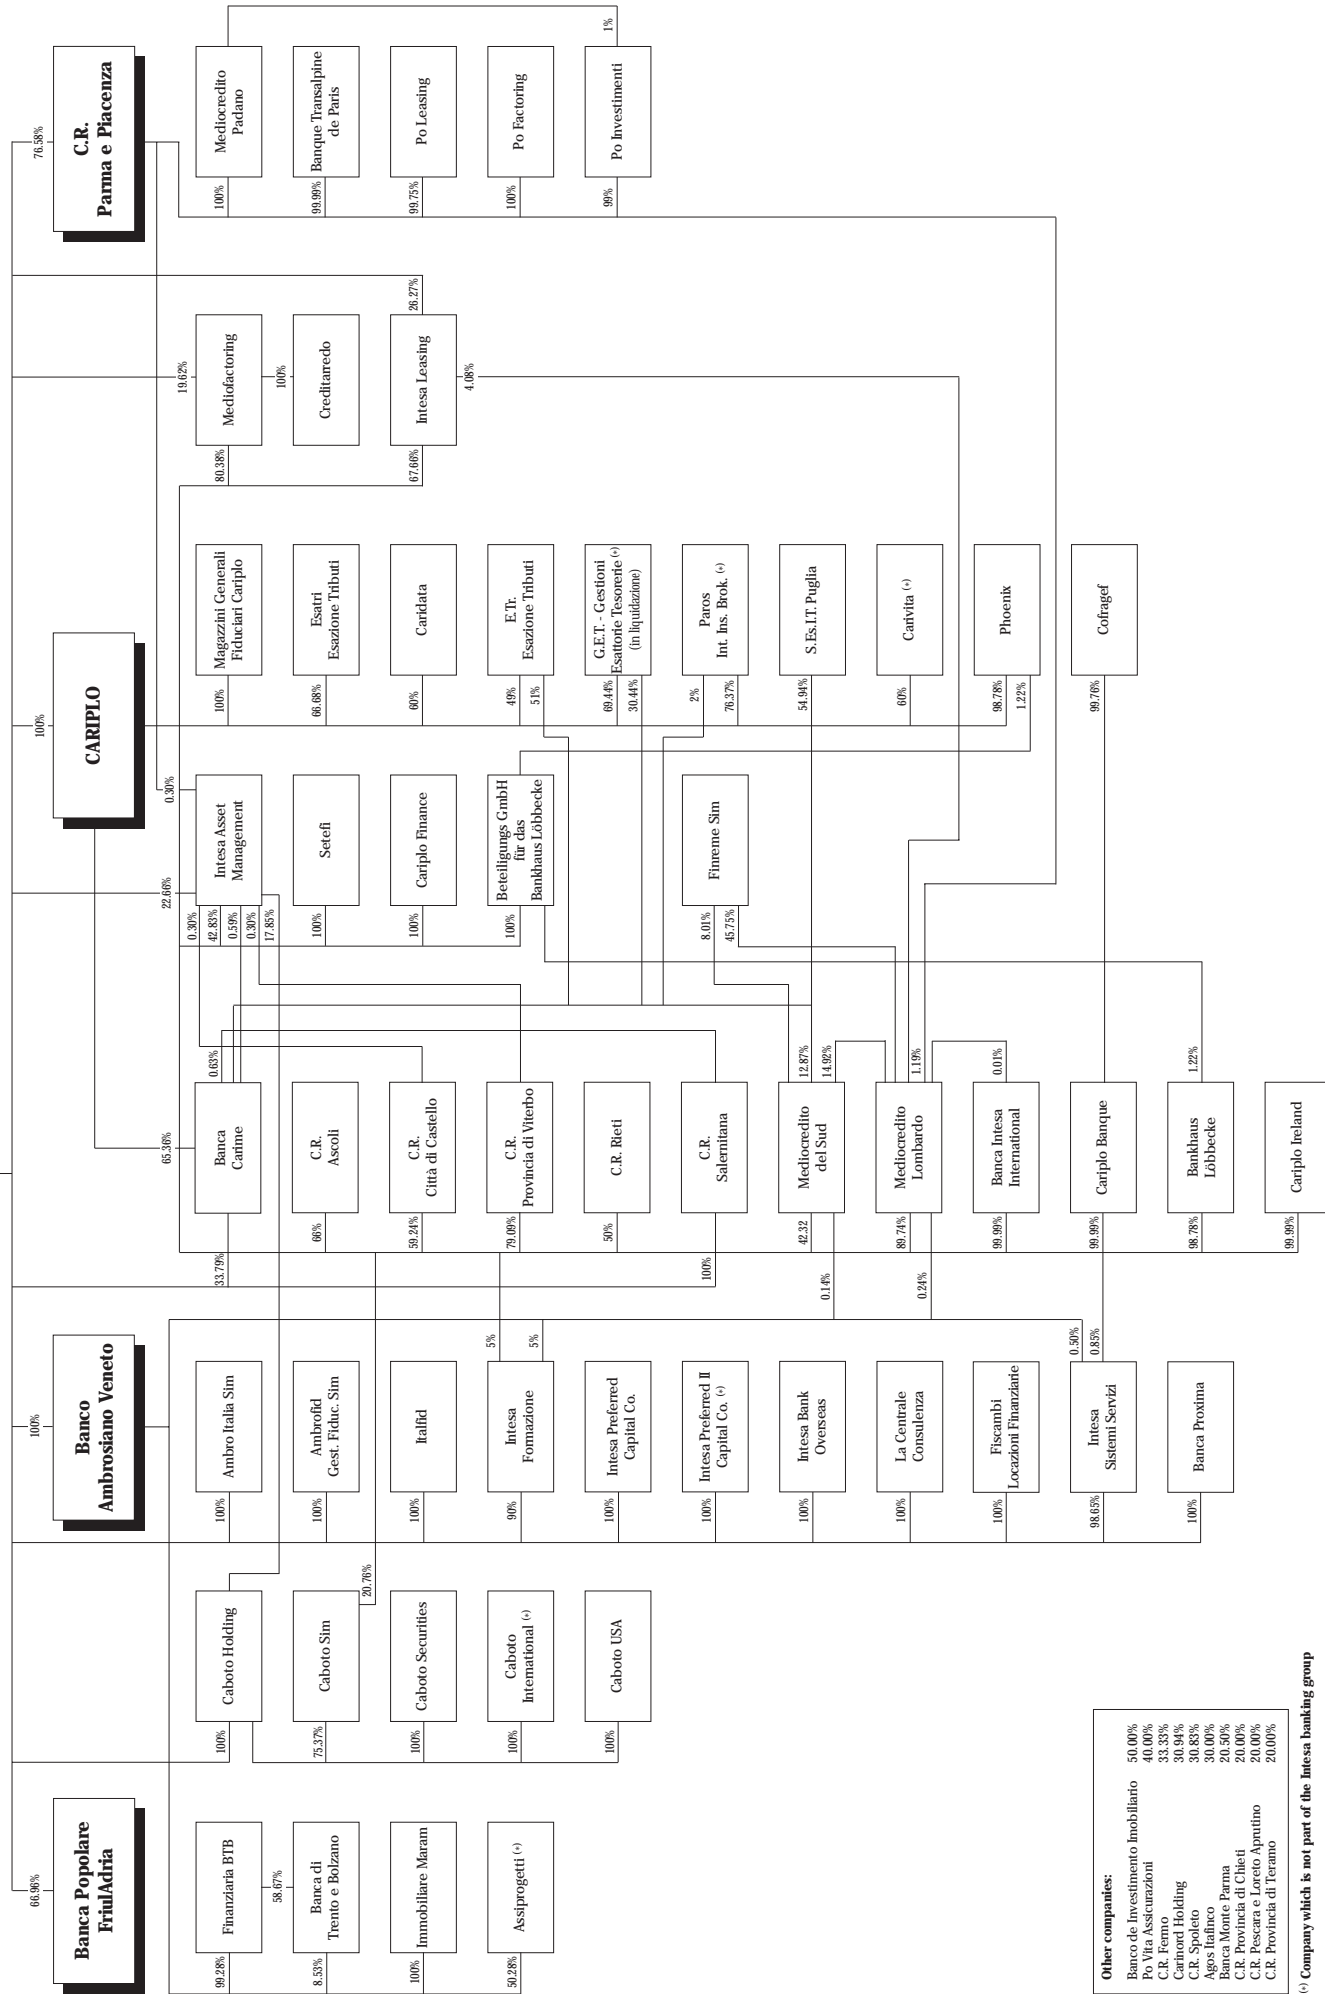 66.96%
Banca Popolare
FriulAdria
100%
Banco
Ambrosiano Veneto
100%
CARIPLO
76.58%
C.R.
Parma e Piacenza
99.28%
Finanziaria BTB
58.67%
8.53%
Banca di
Trento e Bolzano
100%
Immobiliare Maram
50.28%
Assiprogetti (*)
100%
Caboto Holding
75.37%
Caboto Sim
20.76%
100%
Caboto Securities
100%
Caboto
International (*)
100%
Caboto USA
100%
Ambro Italia Sim
100%
Ambrofid
Gest. Fiduc. Sim
100%
Italfid
90%
Intesa
Formazione
5%
5%
100%
Intesa Preferred
Capital Co.
100%
Intesa Preferred II
Capital Co. (*)
100%
Intesa Bank
Overseas
100%
La Centrale
Consulenza
100%
Fiscambi
Locazioni Finanziarie
98.65%
Intesa
Sistemi Servizi
0.50%
0.85%
100%
Banca Proxima
65.36%
33.79%
Banca
Carime
0.63%
66%
C.R.
Ascoli
59.24%
C.R.
Città di Castello
79.09%
C.R.
Provincia di Viterbo
50%
C.R. Rieti
100%
C.R.
Salernitana
42.32
Mediocredito
del Sud
12.87%
14.92%
0.14%
89.74%
Mediocredito
Lombardo
1.19%
0.24%
99.99%
Banca Intesa
International
0.01%
99.99%
Cariplo Banque
98.78%
Bankhaus
Löbbecke
1.22%
99.99%
Cariplo Ireland
22.66%
0.30%
0.30%
42.83%
0.59%
0.30%
17.85%
Intesa Asset
Management
100%
Setefi
100%
Cariplo Finance
100%
Beteiligungs GmbH
für das
Bankhaus Löbbecke
8.01%
45.75%
Finreme Sim
100%
Magazzini Generali
Fiduciari Cariplo
66.68%
Esatri
Esazione Tributi
60%
Caridata
49%
51%
E.Tr.
Esazione Tributi
69.44%
30.44%
G.E.T. - Gestioni
Esattorie Tesorerie (*)
(in liquidazione)
2%
76.37%
Paros
Int. Ins. Brok. (*)
54.94%
S.Es.I.T. Puglia
60%
Carivita (*)
98.78%
1.22%
Phoenix
99.76%
Cofragef
19.62%
80.38%
Mediofactoring
100%
Creditarredo
67.66%
Intesa Leasing
26.27%
4.08%
100%
Mediocredito
Padano
99.99%
Banque Transalpine
de Paris
99.75%
Po Leasing
100%
Po Factoring
99%
Po Investimenti
1%
Other companies:
Banco de Investimento Imobiliario 50.00%
Po Vita Assicurazioni 40.00%
C.R. Fermo 33.33%
Carinord Holding 30.94%
C.R. Spoleto 30.83%
Agos Itafinco 30.00%
Banca Monte Parma 20.50%
C.R. Provincia di Chieti 20.00%
C.R. Pescara e Loreto Aprutino 20.00%
C.R. Provincia di Teramo 20.00%
(*) Company which is not part of the Intesa banking group